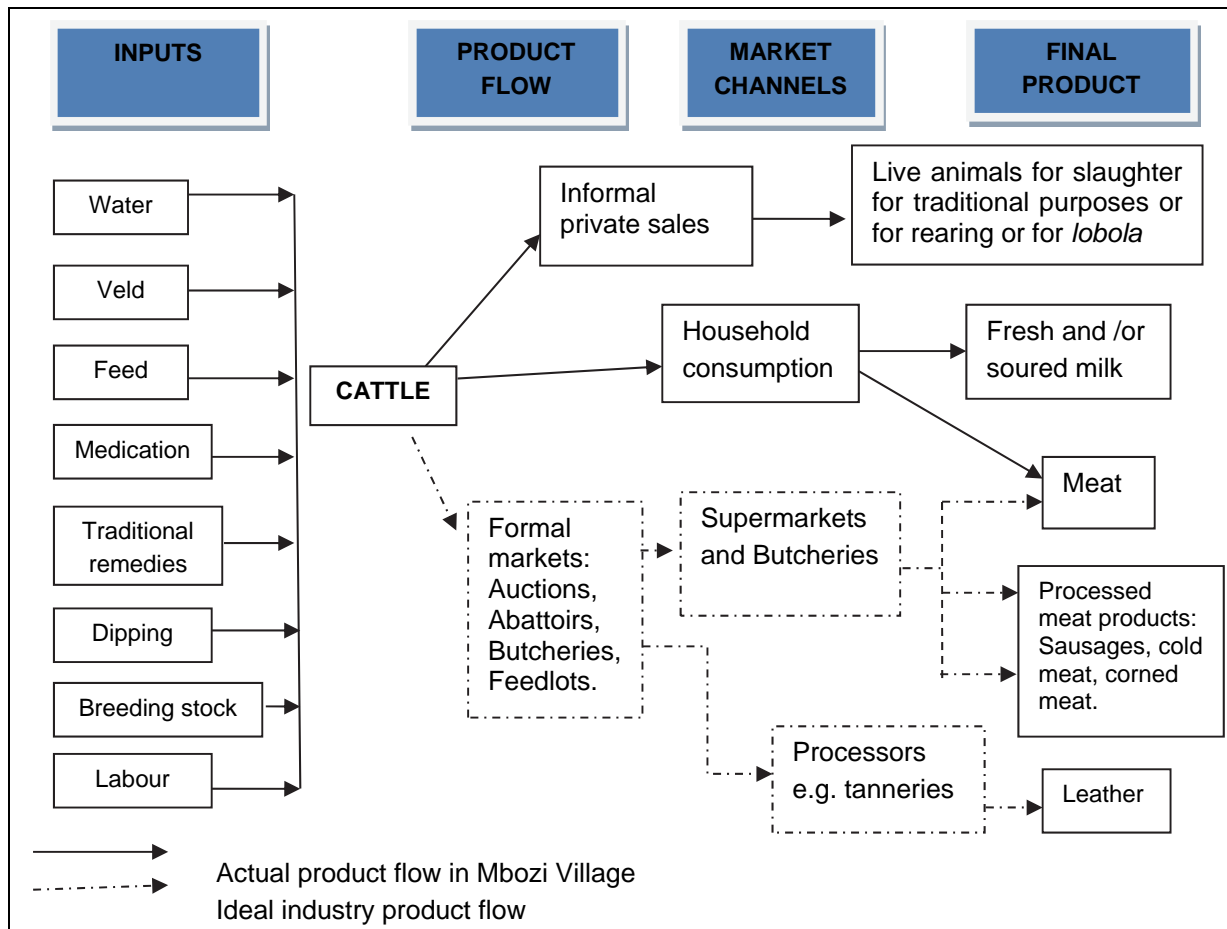 INPUTS
PRODUCT
FLOW
MARKET
CHANNELS
FINAL
PRODUCT
Water
Veld
Feed
Medication
Traditional
remedies
Dipping
Breeding stock
Labour
CATTLE
Informal
private sales
Live animals for slaughter
for traditional purposes or
for rearing or for lobola
Household
consumption
Fresh and /or
soured milk
Meat
Formal
markets:
Auctions,
Abattoirs,
Butcheries,
Feedlots.
Supermarkets
and Butcheries
Processed
meat products:
Sausages, cold
meat, corned
meat.
Processors
e.g. tanneries
Leather
Actual product flow in Mbozi Village
Ideal industry product flow